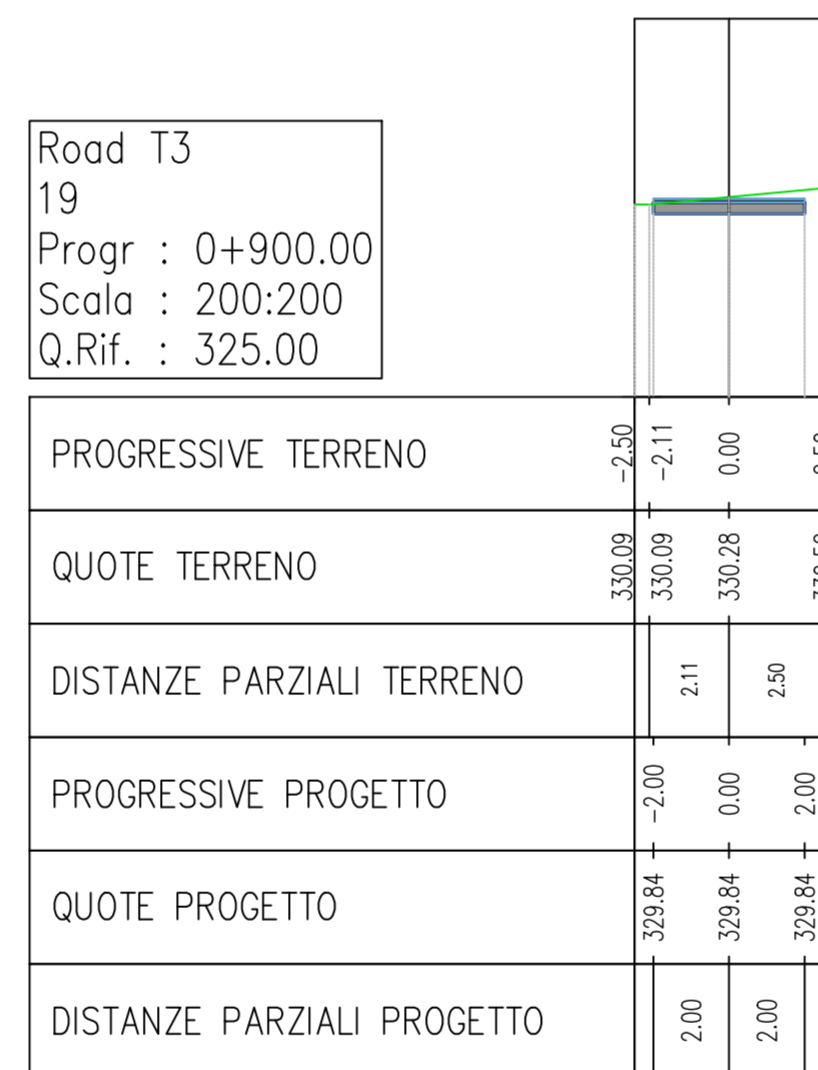 Road T3
19
Progr : 0+900.00
Scala : 200:200
Q.Rif. : 325.00
PROGRESSIVE TERRENO -2.50 -2.11 0.00
QUOTE TERRENO 330.09 330.09 330.28
DISTANZE PARZIALI TERRENO 2.11 2.50
PROGRESSIVE PROGETTO -2.00 0.00 2.00
QUOTE PROGETTO 329.84 329.84 329.84
DISTANZE PARZIALI PROGETTO 2.00 2.00